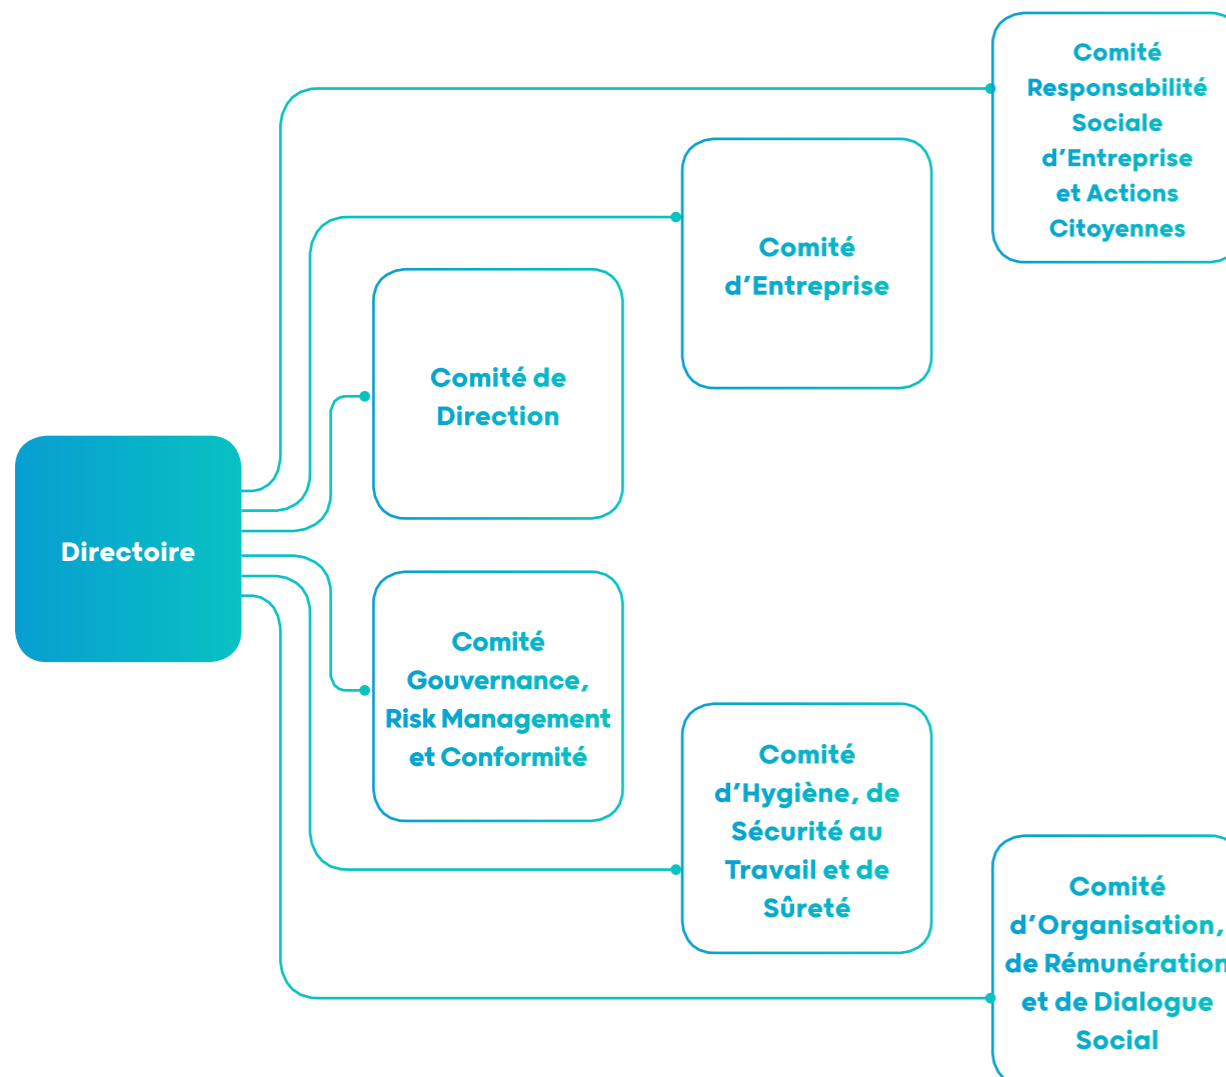 Comité
Responsabilité
Sociale
d’Entreprise
et Actions
Citoyennes
Comité
d’Entreprise
Comité de
Direction
Directoire
Comité
Gouvernance,
Risk Management
et Conformité
Comité
d’Hygiène, de
Sécurité au
Travail et de
Sûreté
Comité
d’Organisation,
de Rémunération
et de Dialogue
Social